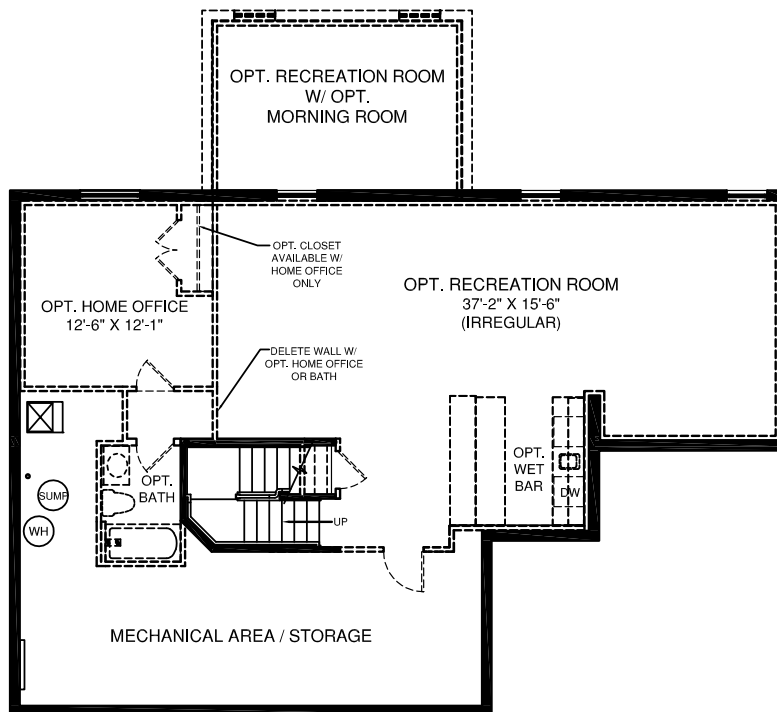 OPT. RECREATION ROOM
W/ OPT.
MORNING ROOM
OPT. CLOSET
AVAILABLE W/
HOME OFFICE
ONLY
OPT. HOME OFFICE
12'-6" X 12'-1"
OPT. RECREATION ROOM
37'-2" X 15'-6"
(IRREGULAR)
DELETE WALL W/
OPT. HOME OFFICE
OR BATH
OPT.
BATH
OPT.
WET
BAR
DW
SUMP
WH
UP
MECHANICAL AREA / STORAGE